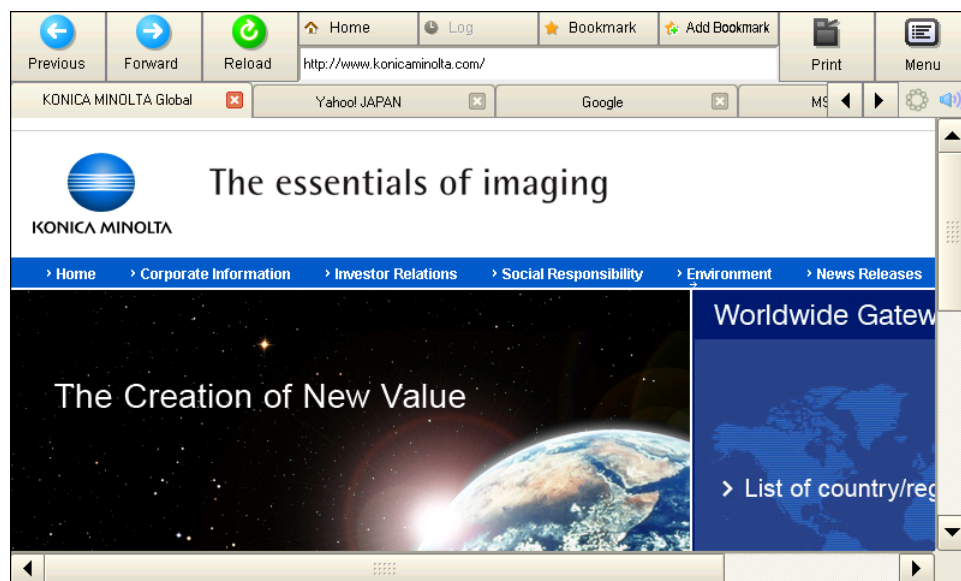 Home Log Bookmark Add Bookmark
Previous Forward Reload http://www.konicaminolta.com/ Print Menu
KONICA MINOLTA Global Yahoo! JAPAN Google MS
The essentials of imaging
KONICA MINOLTA
› Home › Corporate Information › Investor Relations › Social Responsibility › Environment › News Releases
Worldwide Gatew
The Creation of New Value
› List of country/reg